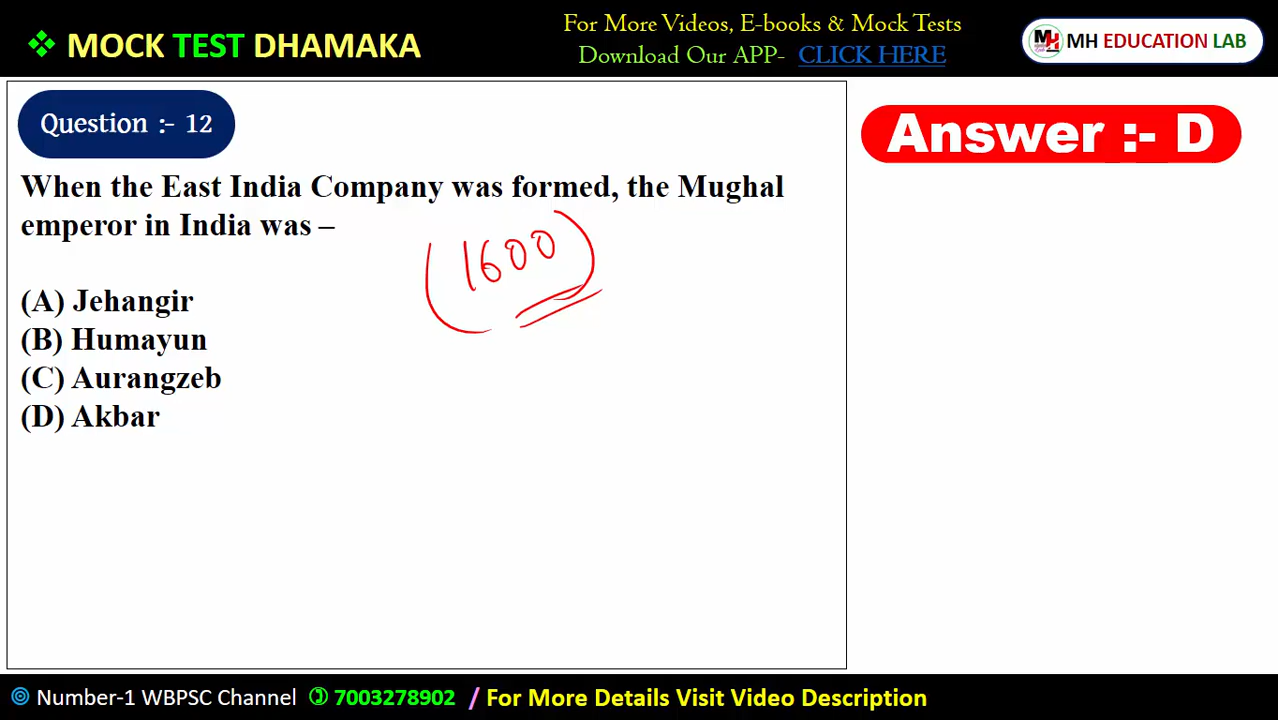 ❖ MOCK TEST DHAMAKA
For More Videos, E-books & Mock Tests
Download Our APP- CLICK HERE
MH EDUCATION LAB
Question :- 12
Answer :- D
When the East India Company was formed, the Mughal
emperor in India was –
(1600)
(A) Jehangir
(B) Humayun
(C) Aurangzeb
(D) Akbar
Number-1 WBPSC Channel ✆ 7003278902 / For More Details Visit Video Description